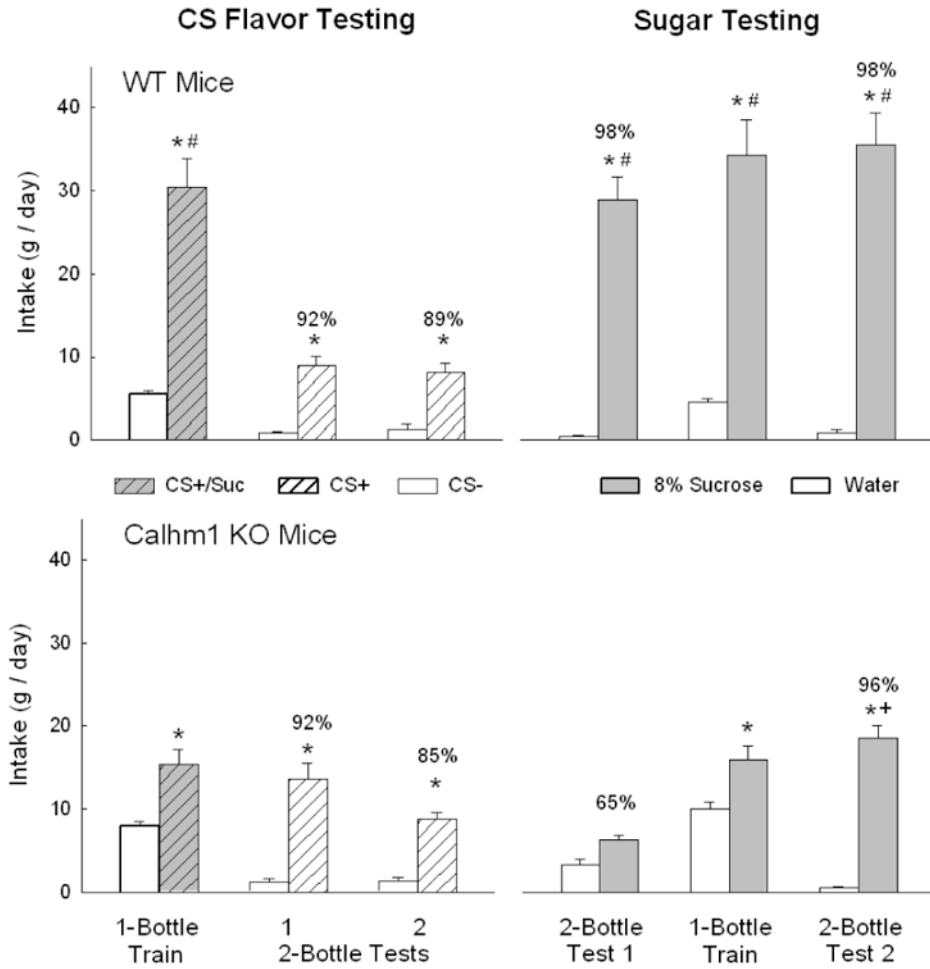 CS Flavor Testing
Sugar Testing
WT Mice
Intake (g / day)
40
30
20
10
0
* #
92%
*
89%
*
98%
* #
* #
98%
* #
CS+/Suc
CS+
CS-
8% Sucrose
Water
Calhm1 KO Mice
Intake (g / day)
40
30
20
10
0
*
92%
*
85%
*
65%
*
96%
*+
1-Bottle
Train
1
2
2-Bottle Tests
2-Bottle
Test 1
1-Bottle
Train
2-Bottle
Test 2